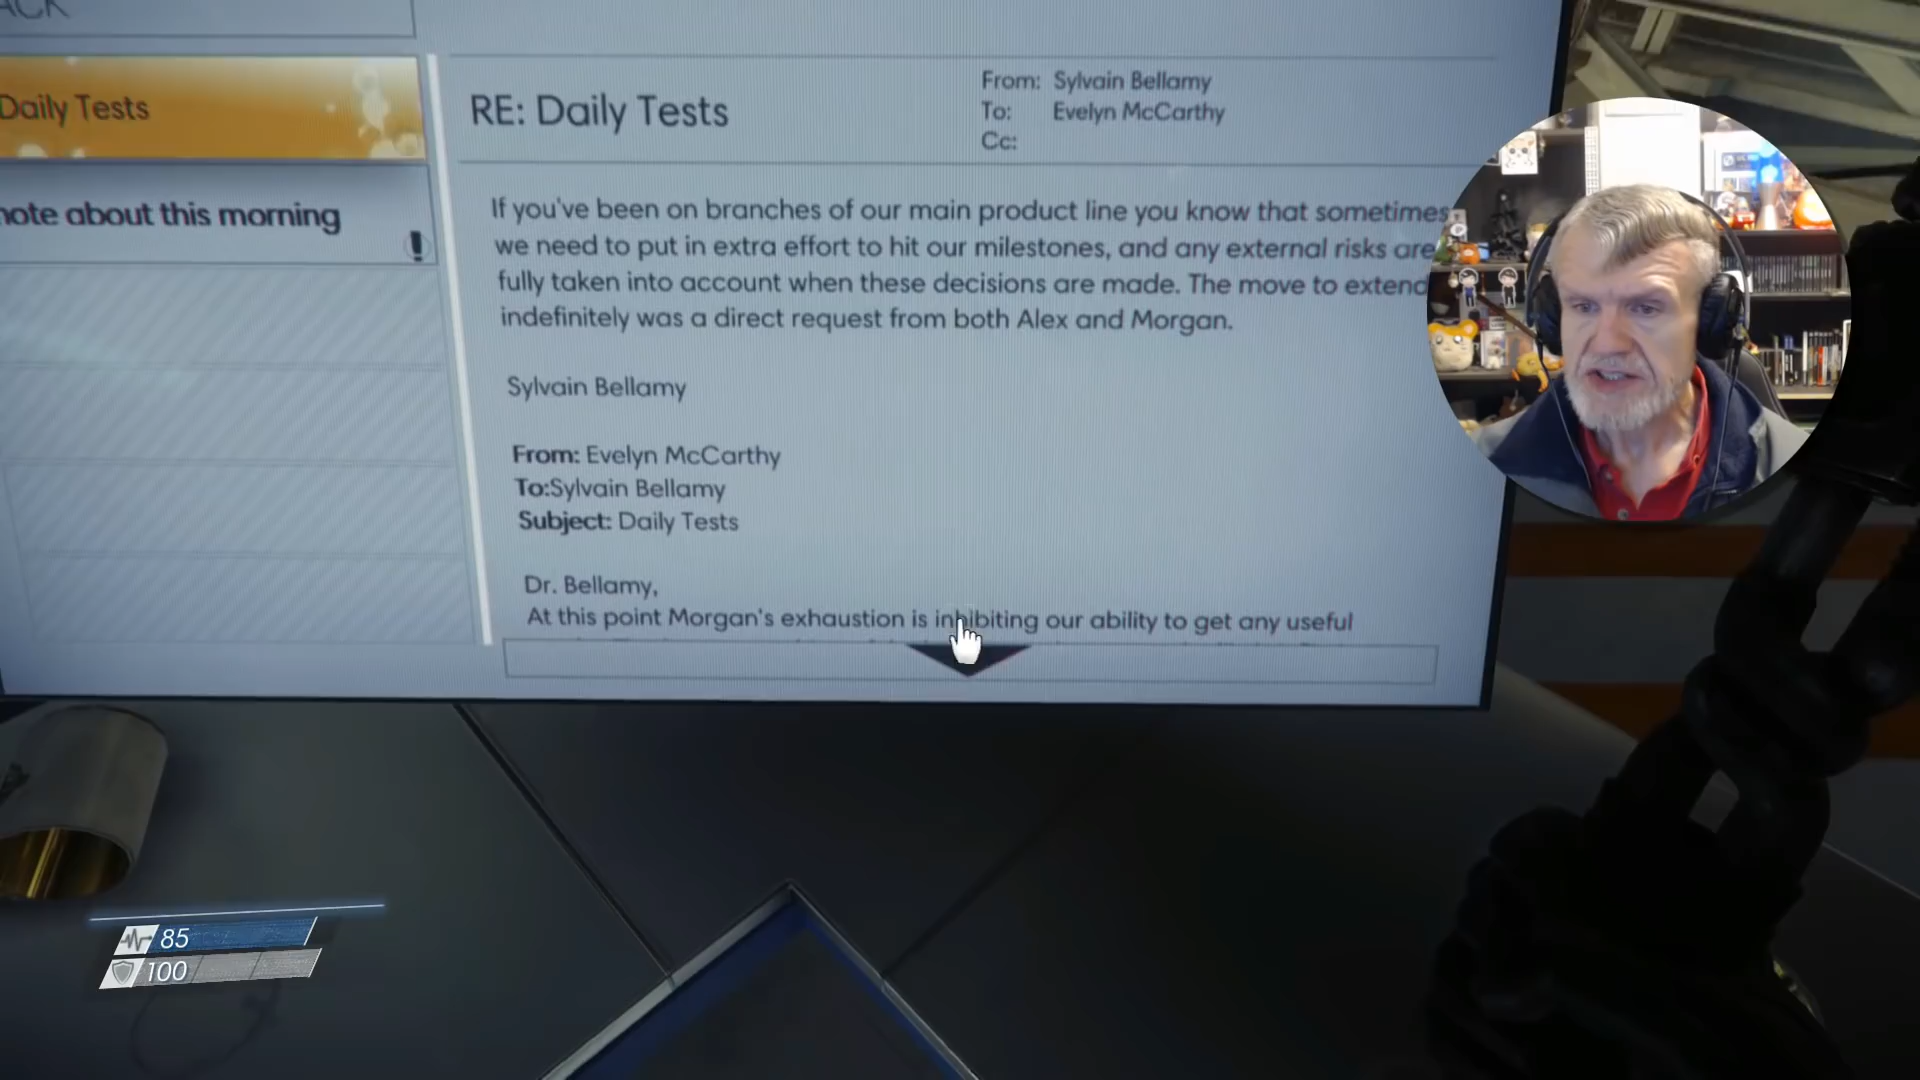 ACK
Daily Tests
note about this morning
!
RE: Daily Tests
From: Sylvain Bellamy
To: Evelyn McCarthy
Cc:
If you've been on branches of our main product line you know that sometimes
we need to put in extra effort to hit our milestones, and any external risks are
fully taken into account when these decisions are made. The move to extend
indefinitely was a direct request from both Alex and Morgan.
Sylvain Bellamy
From: Evelyn McCarthy
To:Sylvain Bellamy
Subject: Daily Tests
Dr. Bellamy,
At this point Morgan's exhaustion is inhibiting our ability to get any useful
85
100